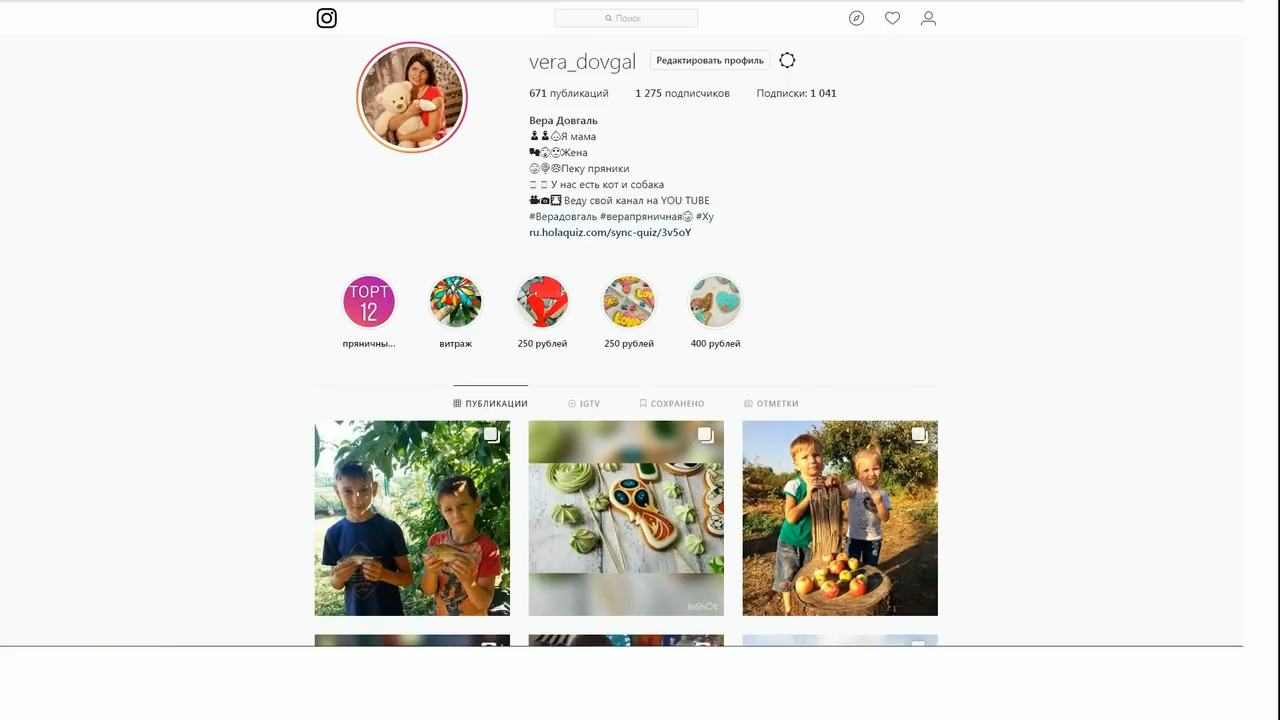 Поиск
vera_dovgal Редактировать профиль
671 публикаций 1 275 подписчиков Подписки: 1 041
Вера Довгаль
Я мама
Жена
Пеку пряники
У нас есть кот и собака
Веду свой канал на YOU TUBE
#Верадовгаль #верапряничная #Ху
ru.holaquiz.com/sync-quiz/3v5oY
ТОРТ
12
пряничны... витраж 250 рублей 250 рублей 400 рублей
ПУБЛИКАЦИИ IGTV СОХРАНЕНО ОТМЕТКИ
InShOt